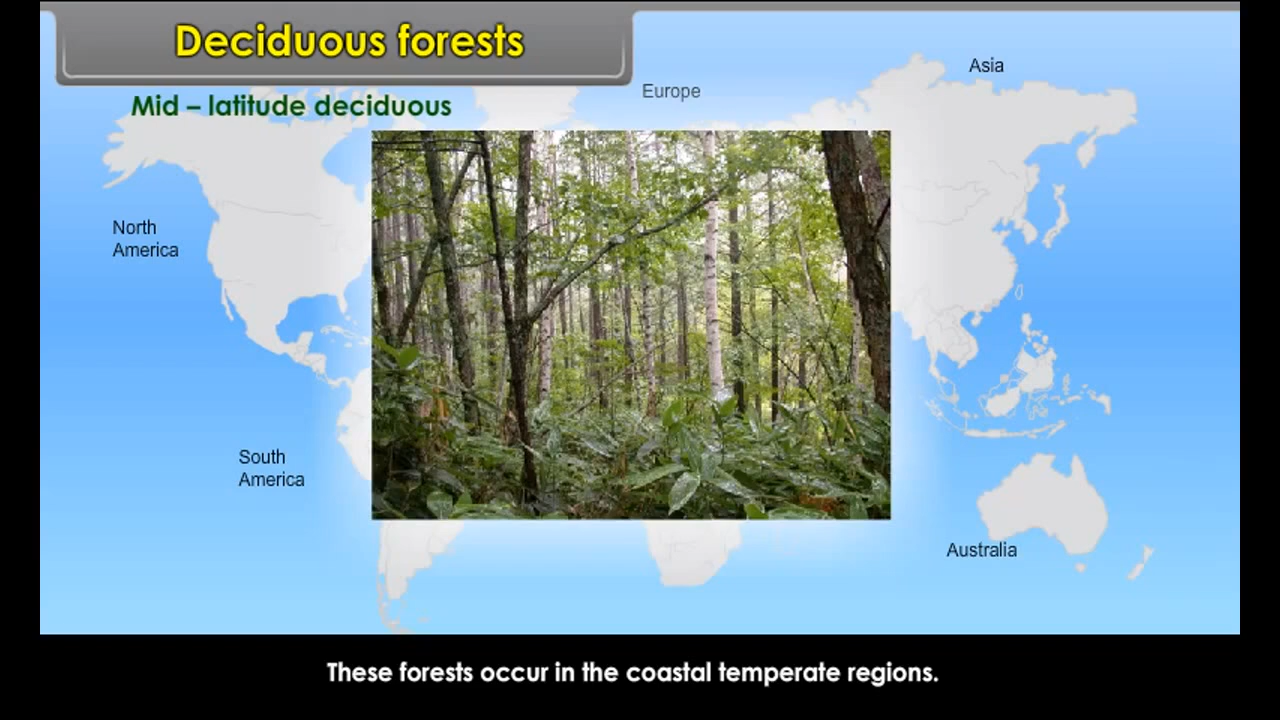 Deciduous forests
Asia
Europe
Mid – latitude deciduous
North
America
South
America
Australia
These forests occur in the coastal temperate regions.